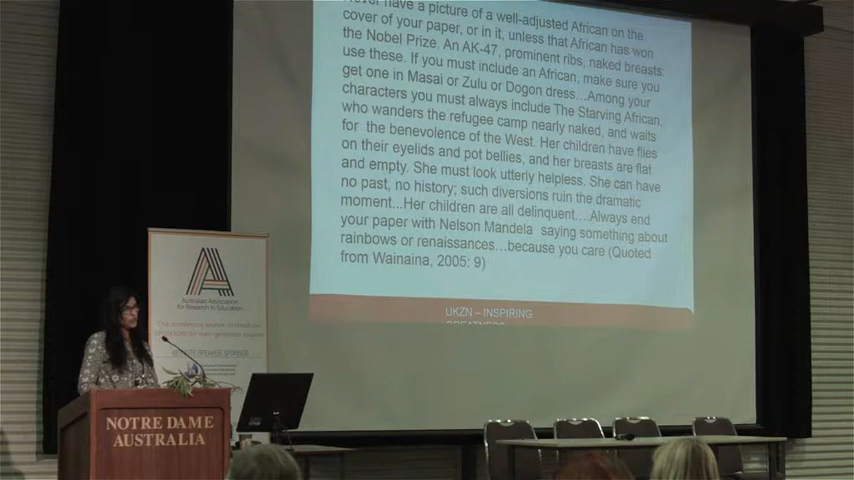 Never have a picture of a well-adjusted African on the
cover of your paper, or in it, unless that African has won
the Nobel Prize. An AK-47, prominent ribs, naked breasts:
use these. If you must include an African, make sure you
get one in Masai or Zulu or Dogon dress…Among your
characters you must always include The Starving African,
who wanders the refugee camp nearly naked, and waits
for the benevolence of the West. Her children have flies
on their eyelids and pot bellies, and her breasts are flat
and empty. She must look utterly helpless. She can have
no past, no history; such diversions ruin the dramatic
moment...Her children are all delinquent….Always end
your paper with Nelson Mandela saying something about
rainbows or renaissances…because you care (Quoted
from Wainaina, 2005: 9)
UKZN – INSPIRING
GREATNESS
Australian Association
for Research in Education
KEYNOTE SPEAKER SPONSOR
NOTRE DAME
AUSTRALIA